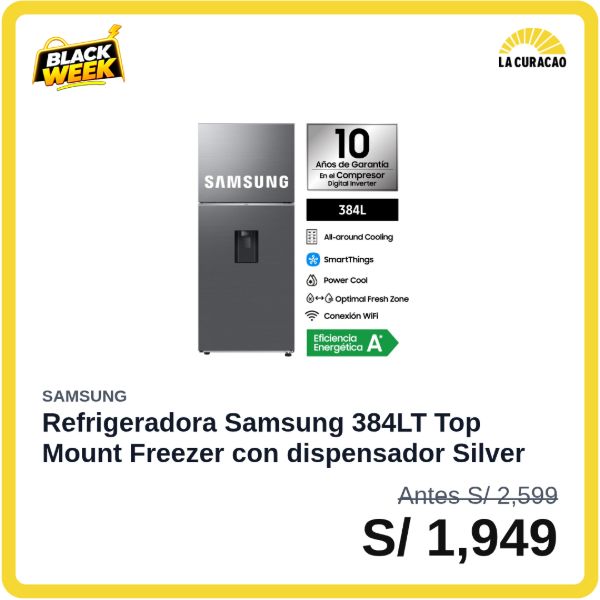 BLACK
WEEK
LA CURACAO
SAMSUNG
10
Años de Garantía
En el Compresor
Digital Inverter
384L
All-around Cooling
SmartThings
Power Cool
Optimal Fresh Zone
Conexión WiFi
Eficiencia
Energética A*
SAMSUNG
Refrigeradora Samsung 384LT Top
Mount Freezer con dispensador Silver
Antes S/ 2,599
S/ 1,949